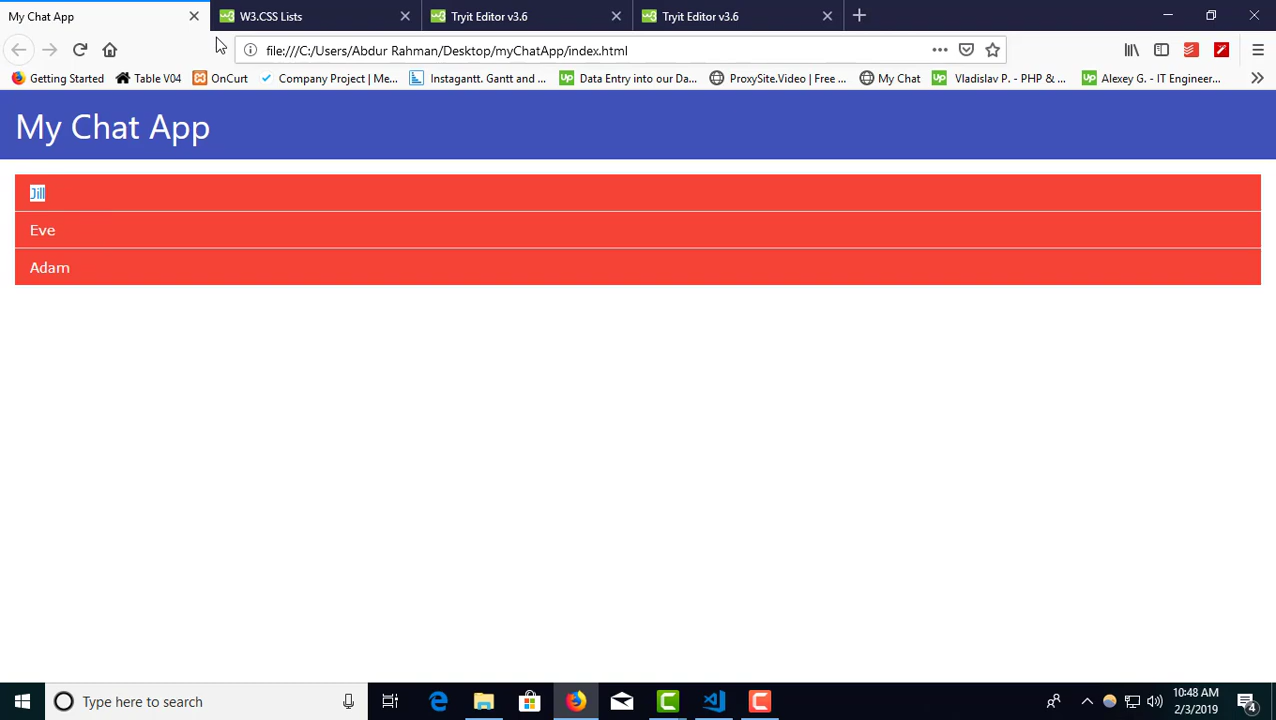 My Chat App
W3.CSS Lists
Tryit Editor v3.6
Tryit Editor v3.6
file:///C:/Users/Abdur Rahman/Desktop/myChatApp/index.html
Getting Started
Table V04
OnCurt
Company Project | Me...
Instagantt. Gantt and ...
Data Entry into our Da...
ProxySite.Video | Free ...
My Chat
Vladislav P. - PHP & ...
Alexey G. - IT Engineer...
My Chat App
Jill
Eve
Adam
Type here to search
10:48 AM
2/3/2019
4